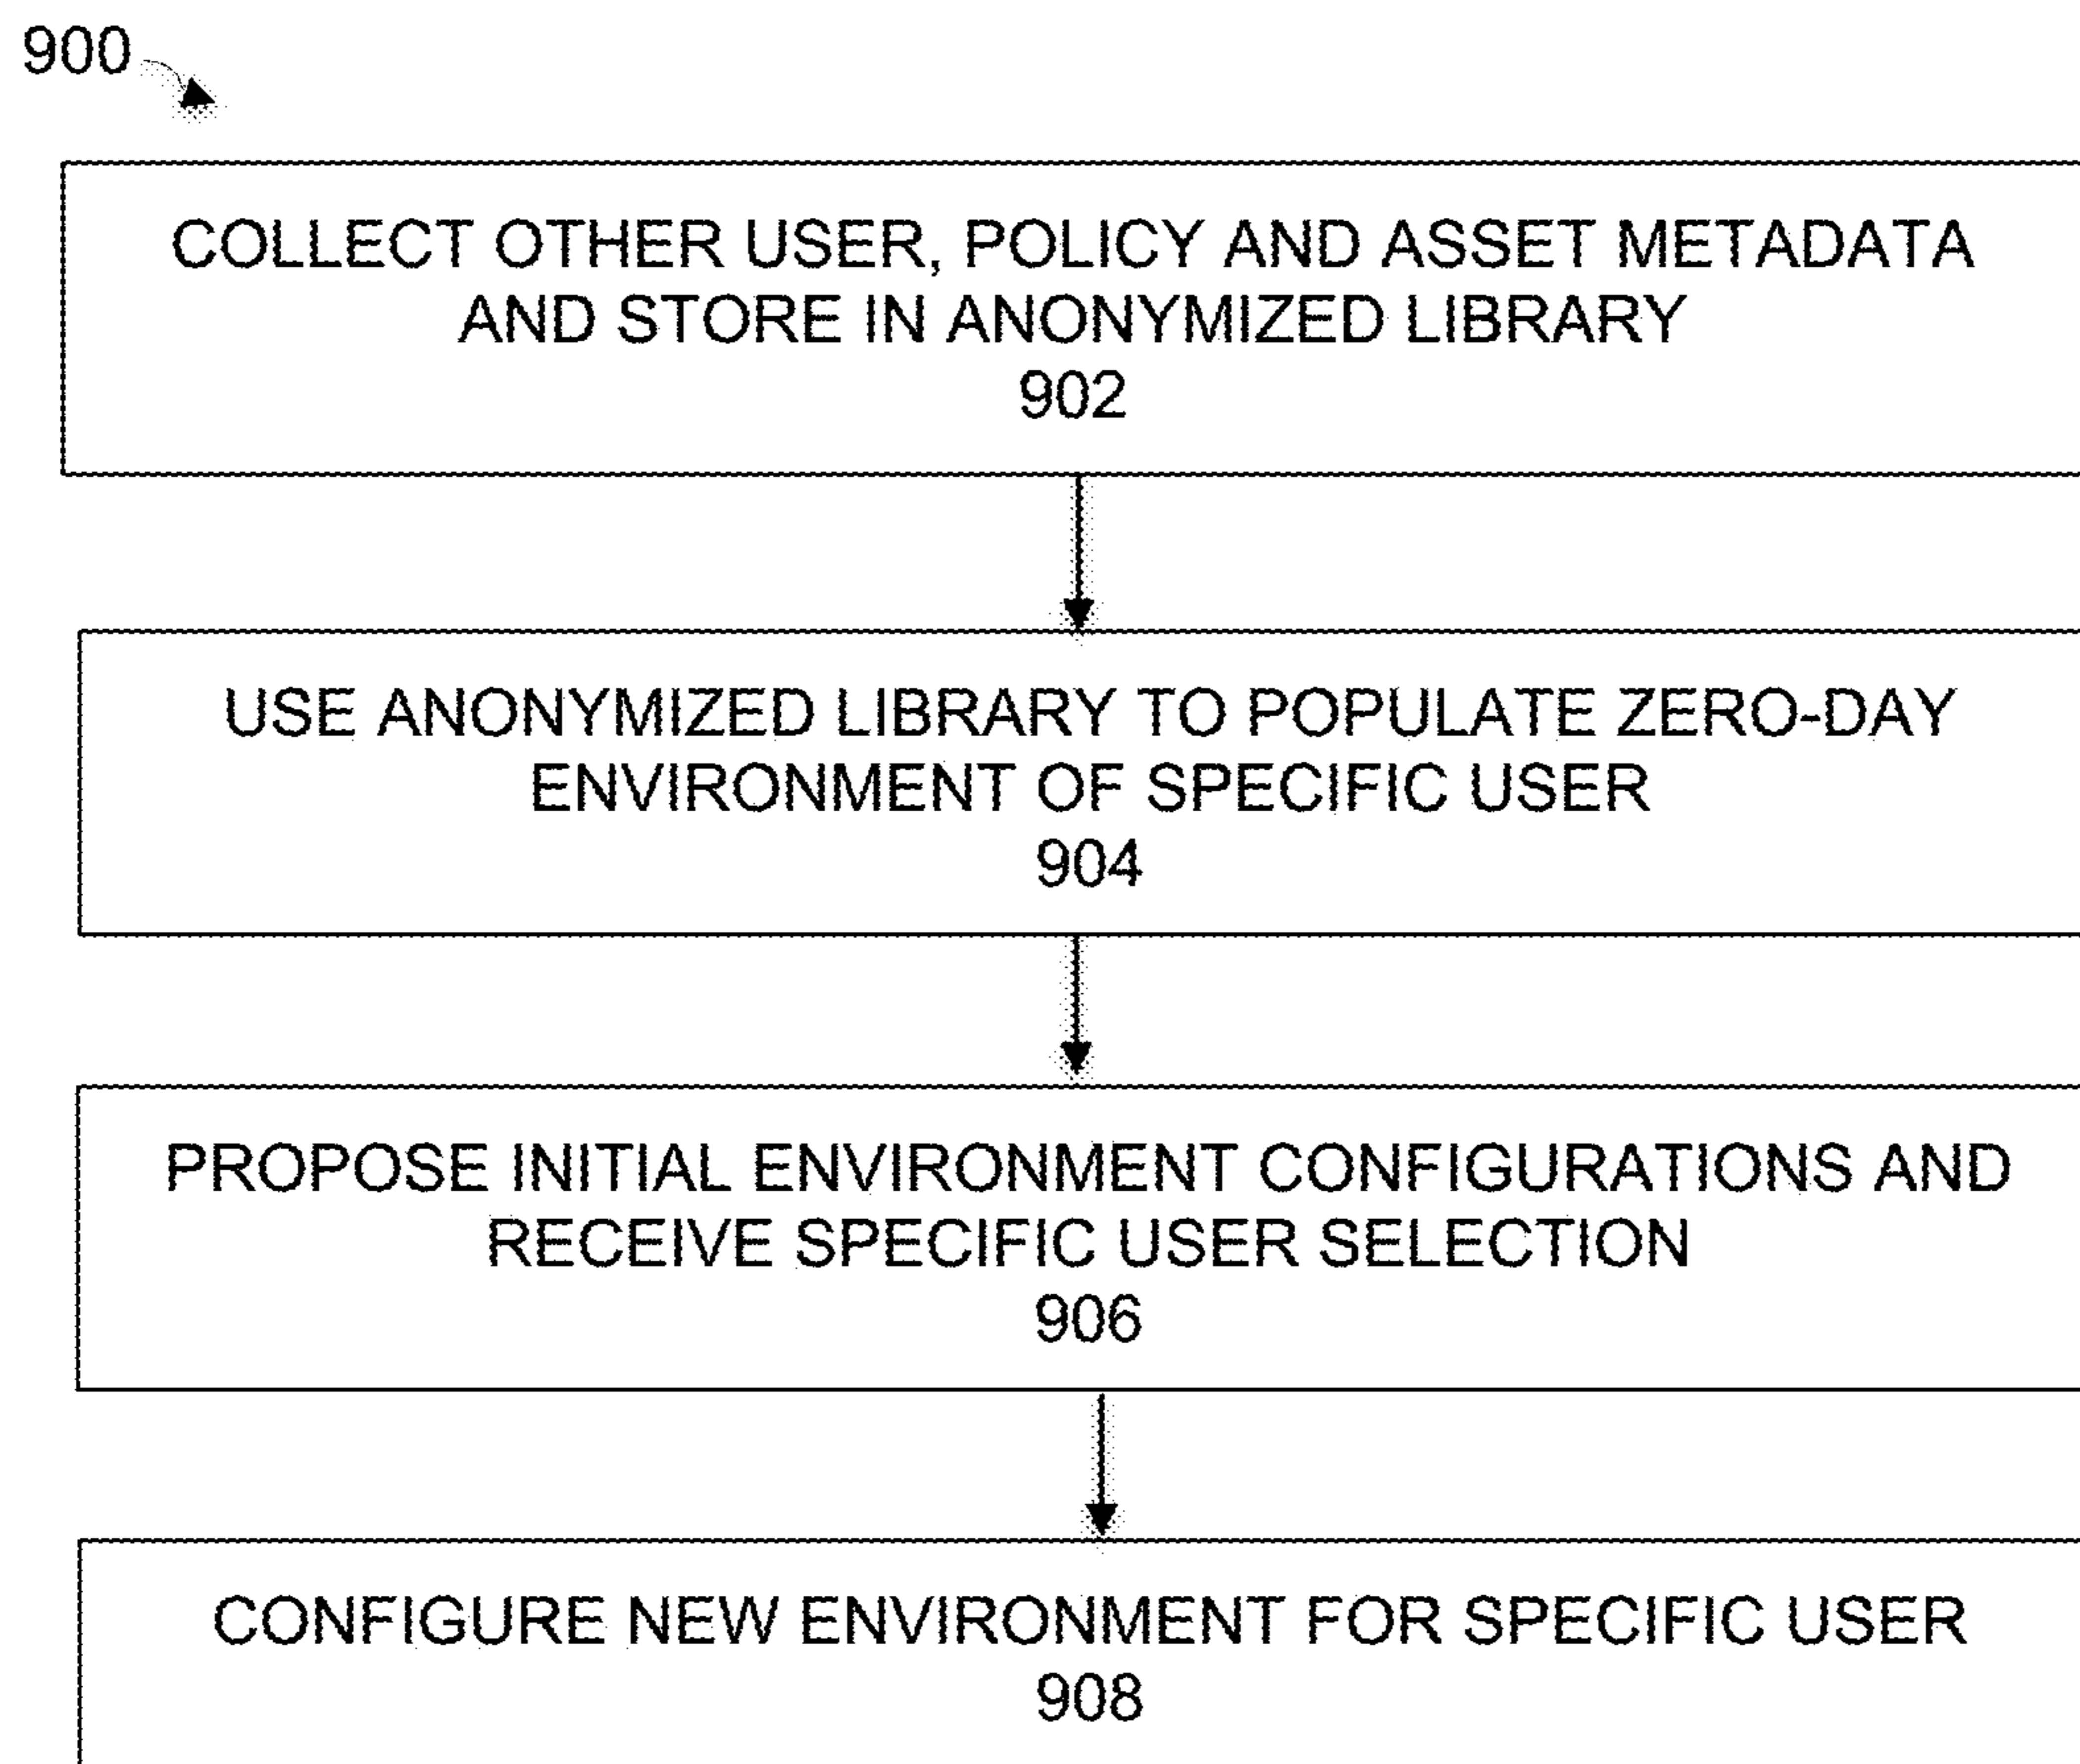 900
COLLECT OTHER USER, POLICY AND ASSET METADATA
AND STORE IN ANONYMIZED LIBRARY
902
USE ANONYMIZED LIBRARY TO POPULATE ZERO-DAY
ENVIRONMENT OF SPECIFIC USER
904
PROPOSE INITIAL ENVIRONMENT CONFIGURATIONS AND
RECEIVE SPECIFIC USER SELECTION
906
CONFIGURE NEW ENVIRONMENT FOR SPECIFIC USER
908